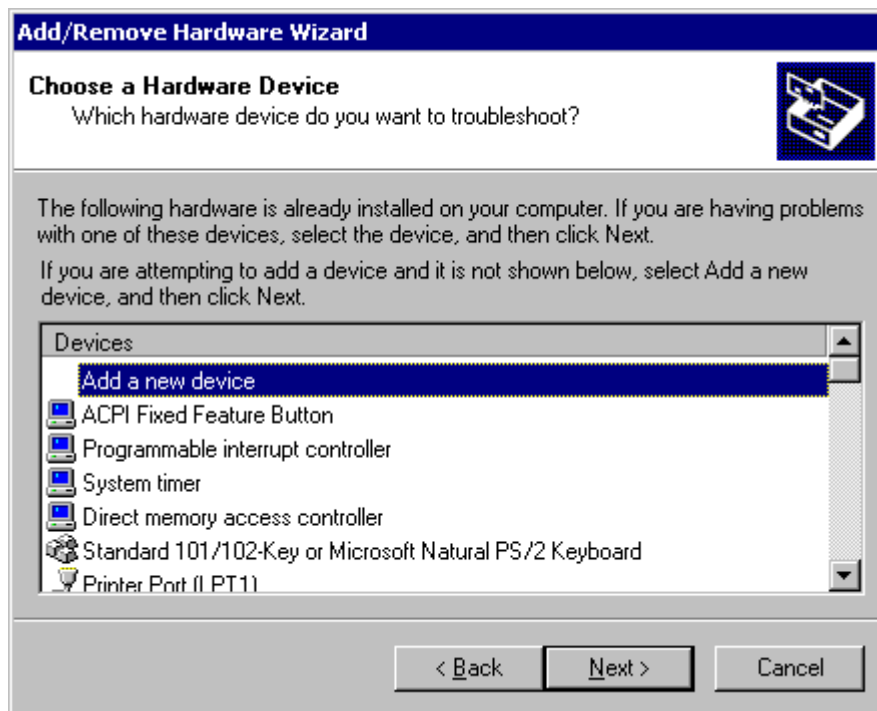 Add/Remove Hardware Wizard
Choose a Hardware Device
Which hardware device do you want to troubleshoot?
The following hardware is already installed on your computer. If you are having problems
with one of these devices, select the device, and then click Next.
If you are attempting to add a device and it is not shown below, select Add a new
device, and then click Next.
Devices
Add a new device
ACPI Fixed Feature Button
Programmable interrupt controller
System timer
Direct memory access controller
Standard 101/102-Key or Microsoft Natural PS/2 Keyboard
Printer Port (LPT1)
< Back
Next >
Cancel